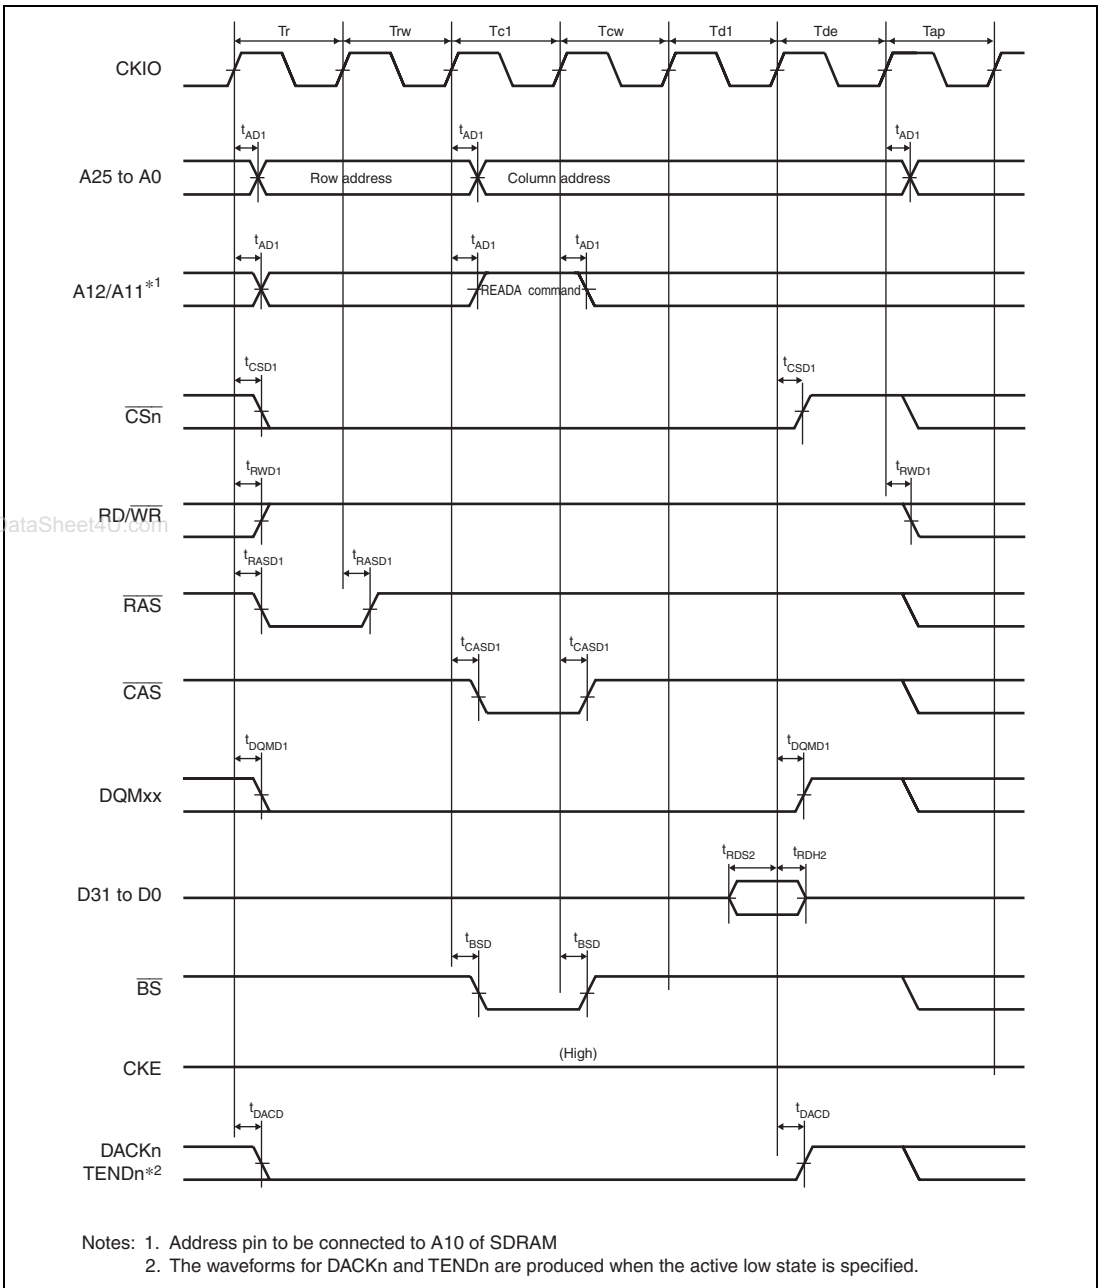 Tr Trw Tc1 Tcw Td1 Tde Tap
CKIO
tAD1 tAD1 tAD1
A25 to A0 Row address Column address
tAD1 tAD1 tAD1
A12/A11*1 READA command
tCSD1 tCSD1
CSn
tRWD1 tRWD1
RD/WR
DataSheet4U.com
tRASD1 tRASD1
RAS
tCASD1 tCASD1
CAS
tDQMD1 tDQMD1
DQMxx
tRDS2 tRDH2
D31 to D0
tBSD tBSD
BS
(High)
CKE
tDACD tDACD
DACKn
TENDn*2
Notes: 1. Address pin to be connected to A10 of SDRAM
2. The waveforms for DACKn and TENDn are produced when the active low state is specified.